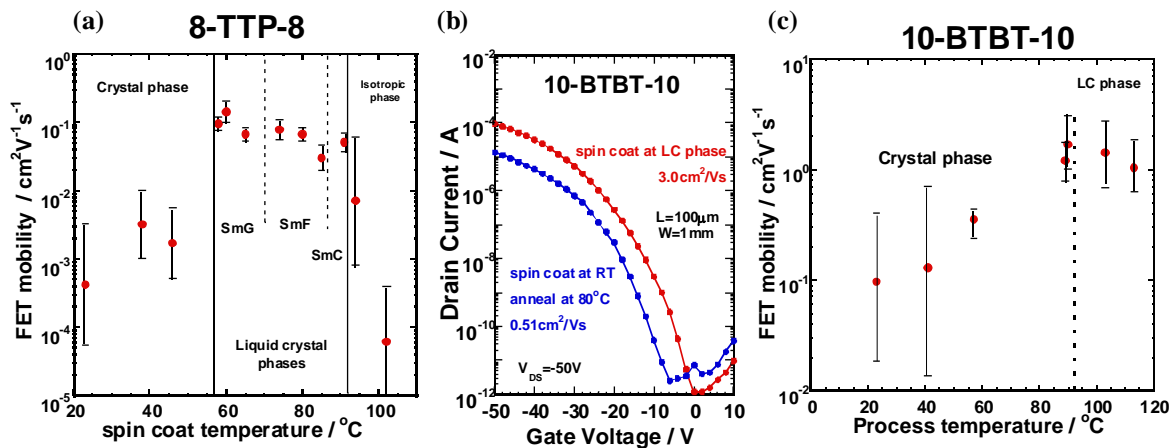 (a)
8-TTP-8
10^0
10^-1
10^-2
10^-3
10^-4
10^-5
FET mobility / cm^2V^-1s^-1
Crystal phase
Isotropic
phase
SmG
SmF
SmC
Liquid crystal
phases
20
40
60
80
100
spin coat temperature / °C
(b)
10^-2
10^-4
10^-6
10^-8
10^-10
10^-12
Drain Current / A
10-BTBT-10
spin coat at LC phase
3.0cm^2/Vs
L=100μm
W=1mm
spin coat at RT
anneal at 80°C
0.51cm^2/Vs
V_DS=-50V
-50
-40
-30
-20
-10
0
10
Gate Voltage / V
(c)
10-BTBT-10
10^1
10^0
10^-1
10^-2
FET mobility / cm^2V^-1s^-1
LC phase
Crystal phase
0
20
40
60
80
100
120
Process temperature / °C